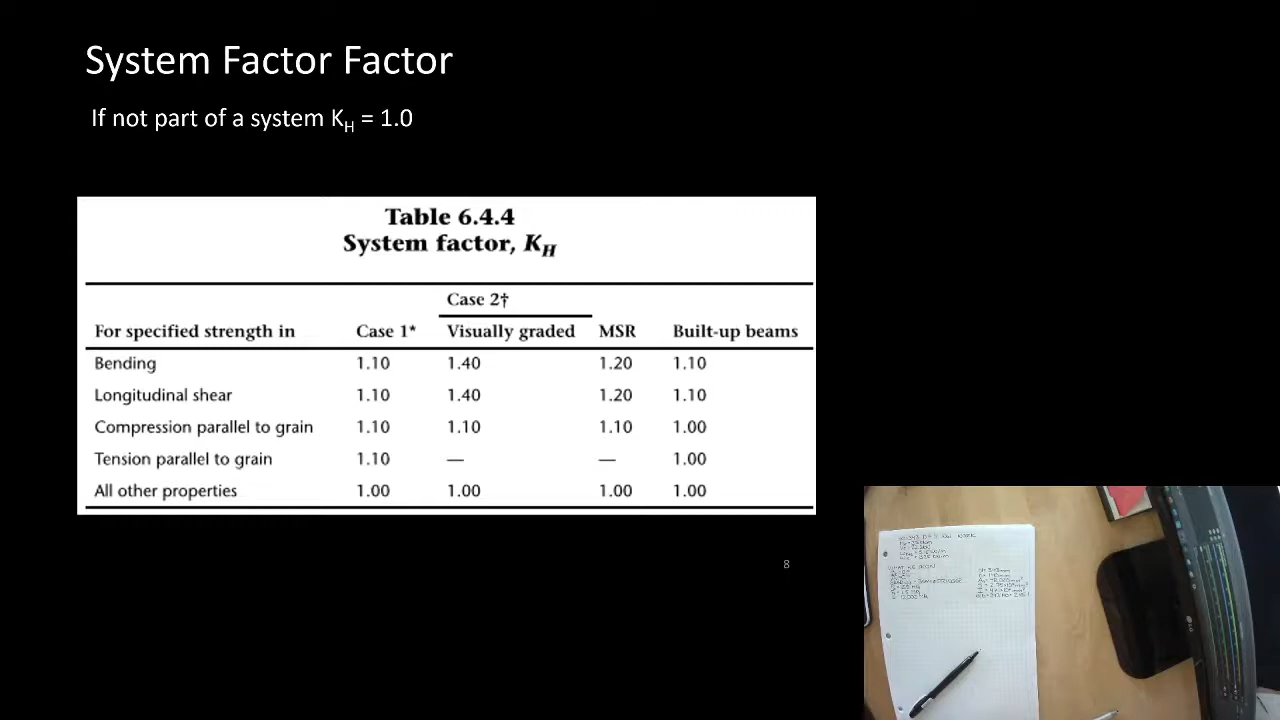 System Factor Factor
If not part of a system K_H = 1.0
Table 6.4.4
System factor, K_H
Case 2†
For specified strength in Case 1* Visually graded MSR Built-up beams
Bending 1.10 1.40 1.20 1.10
Longitudinal shear 1.10 1.40 1.20 1.10
Compression parallel to grain 1.10 1.10 1.10 1.00
Tension parallel to grain 1.10 — — 1.00
All other properties 1.00 1.00 1.00 1.00
8